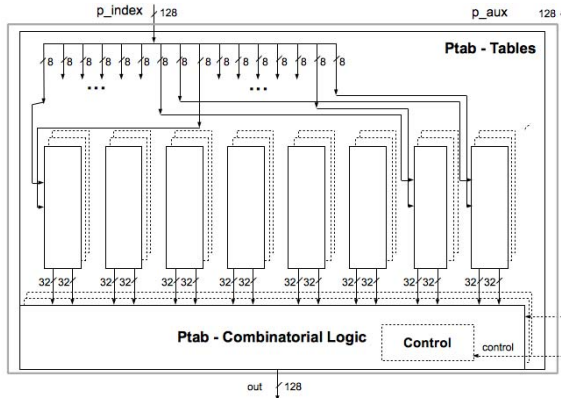 p_index 128 p_aux 128
Ptab - Tables
8 8 8 8 8 8 8 8 8 8 8 8 8 8 8 8
... ...
32 32 32 32 32 32 32 32 32 32 32 32 32 32 32 32
Ptab - Combinatorial Logic
Control
control
out 128